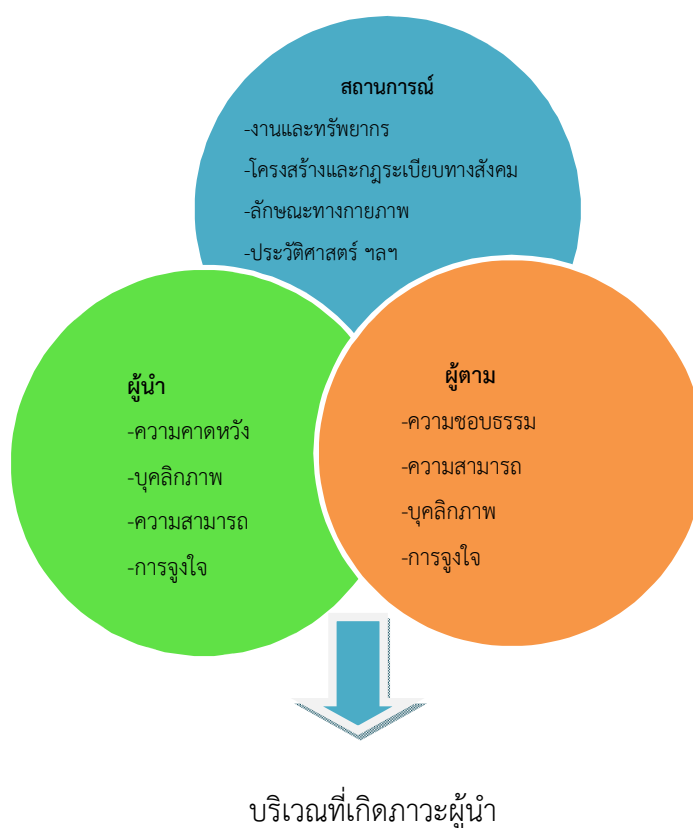 สถานการณ์
-งานและทรัพยากร
-โครงสร้างและกฎระเบียบทางสังคม
-ลักษณะทางกายภาพ
-ประวัติศาสตร์ ฯลฯ
ผู้นำ
-ความคาดหวัง
-บุคลิกภาพ
-ความสามารถ
-การจูงใจ
ผู้ตาม
-ความชอบธรรม
-ความสามารถ
-บุคลิกภาพ
-การจูงใจ
บริเวณที่เกิดภาวะผู้นำ